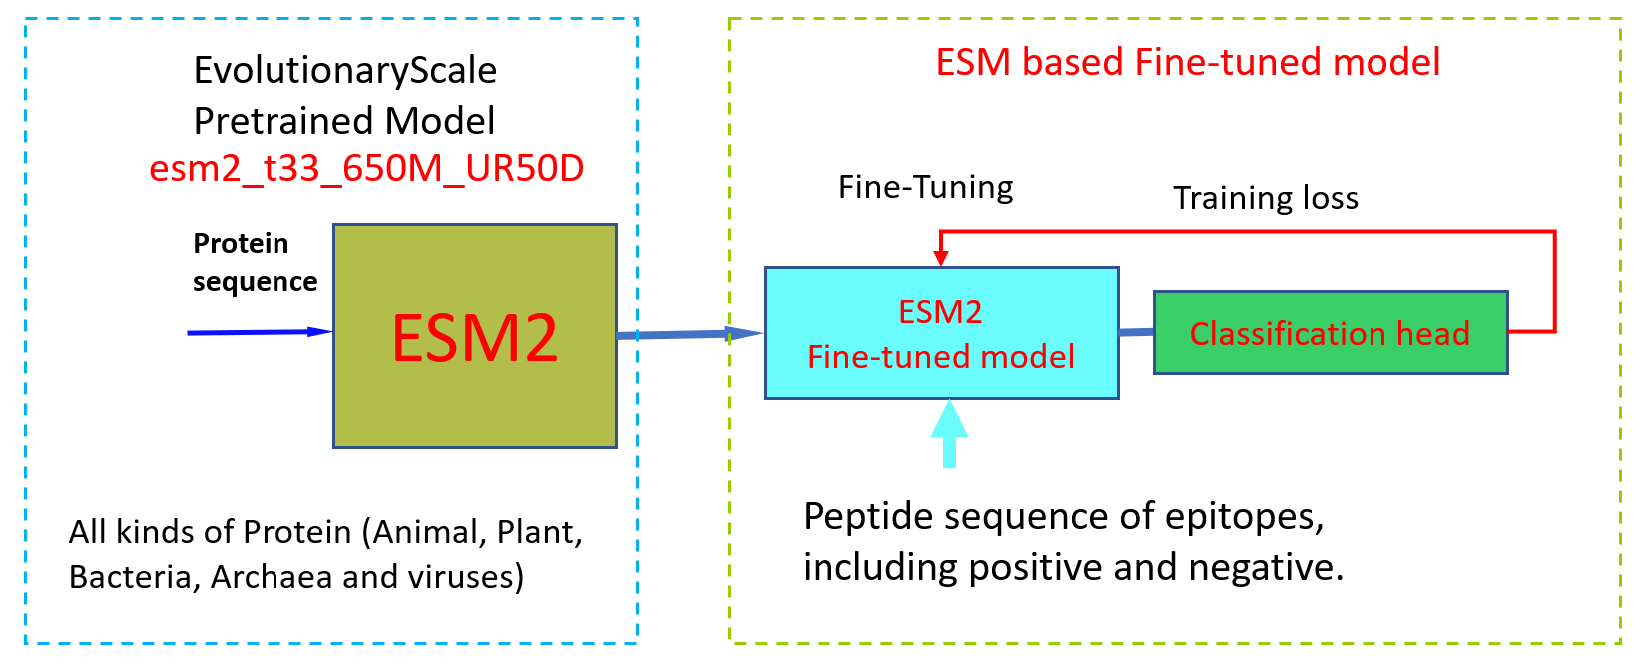 EvolutionaryScale
Pretrained Model
esm2_t33_650M_UR50D
Protein
sequence
ESM2
All kinds of Protein (Animal, Plant,
Bacteria, Archaea and viruses)
ESM based Fine-tuned model
Fine-Tuning
Training loss
ESM2
Fine-tuned model
Classification head
Peptide sequence of epitopes,
including positive and negative.